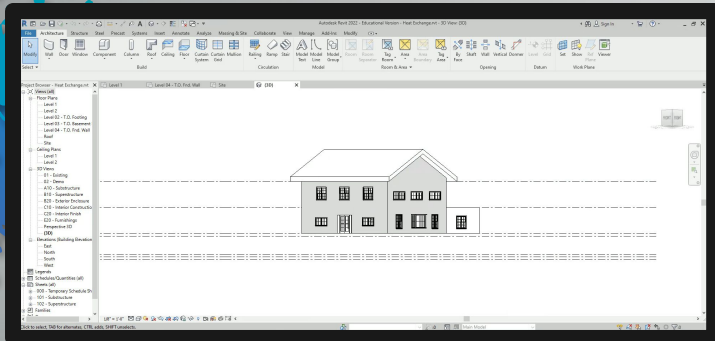 Autodesk Revit 2022 - Educational Version - Heat Exchange.rvt - 3D View: {3D}
Sign In
File Architecture Structure Steel Precast Systems Insert Annotate Analyze Massing & Site Collaborate View Manage Add-Ins Modify
Modify Wall Door Window Component Column Roof Ceiling Floor Curtain System Curtain Grid Mullion Railing Ramp Stair Model Text Model Line Model Group Room Room Separator Tag Room Area Area Boundary Tag Area By Face Shaft Wall Vertical Dormer Level Grid Set Show Ref Plane Viewer
Select Build Circulation Model Room & Area Opening Datum Work Plane
Project Browser - Heat Exchange.rvt
Level 1 Level 04 - T.O. Fnd. Wall Site {3D}
Views (all)
Floor Plans
Level 1
Level 2
Level 02 - T.O. Footing
Level 03 - T.O. Basement
Level 04 - T.O. Fnd. Wall
Roof
Site
Ceiling Plans
Level 1
Level 2
3D Views
01 - Existing
02 - Demo
A10 - Substructure
B10 - Superstructure
B20 - Exterior Enclosure
C10 - Interior Constructio
C20 - Interior Finish
E20 - Furnishings
Perspective 3D
{3D}
Elevations (Building Elevation
East
North
South
West
Legends
Schedules/Quantities (all)
Sheets (all)
000 - Temporary Schedule Sh
101 - Substructure
102 - Superstructure
Families
1/8" = 1'-0"
Click to select, TAB for alternates, CTRL adds, SHIFT unselects.
Main Model